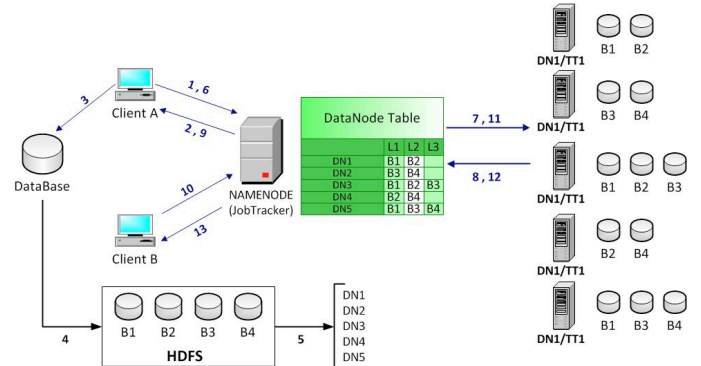 3
1 , 6
Client A
2 , 9
DataBase
NAMENODE
(JobTracker)
10
13
Client B
DataNode Table
L1 L2 L3
DN1 B1 B2
DN2 B3 B4
DN3 B1 B2 B3
DN4 B2 B4
DN5 B1 B3 B4
7 , 11
8 , 12
DN1/TT1
B1 B2
DN1/TT1
B3 B4
DN1/TT1
B1 B2 B3
DN1/TT1
B2 B4
DN1/TT1
B1 B3 B4
4
B1 B2 B3 B4
HDFS
5
DN1
DN2
DN3
DN4
DN5